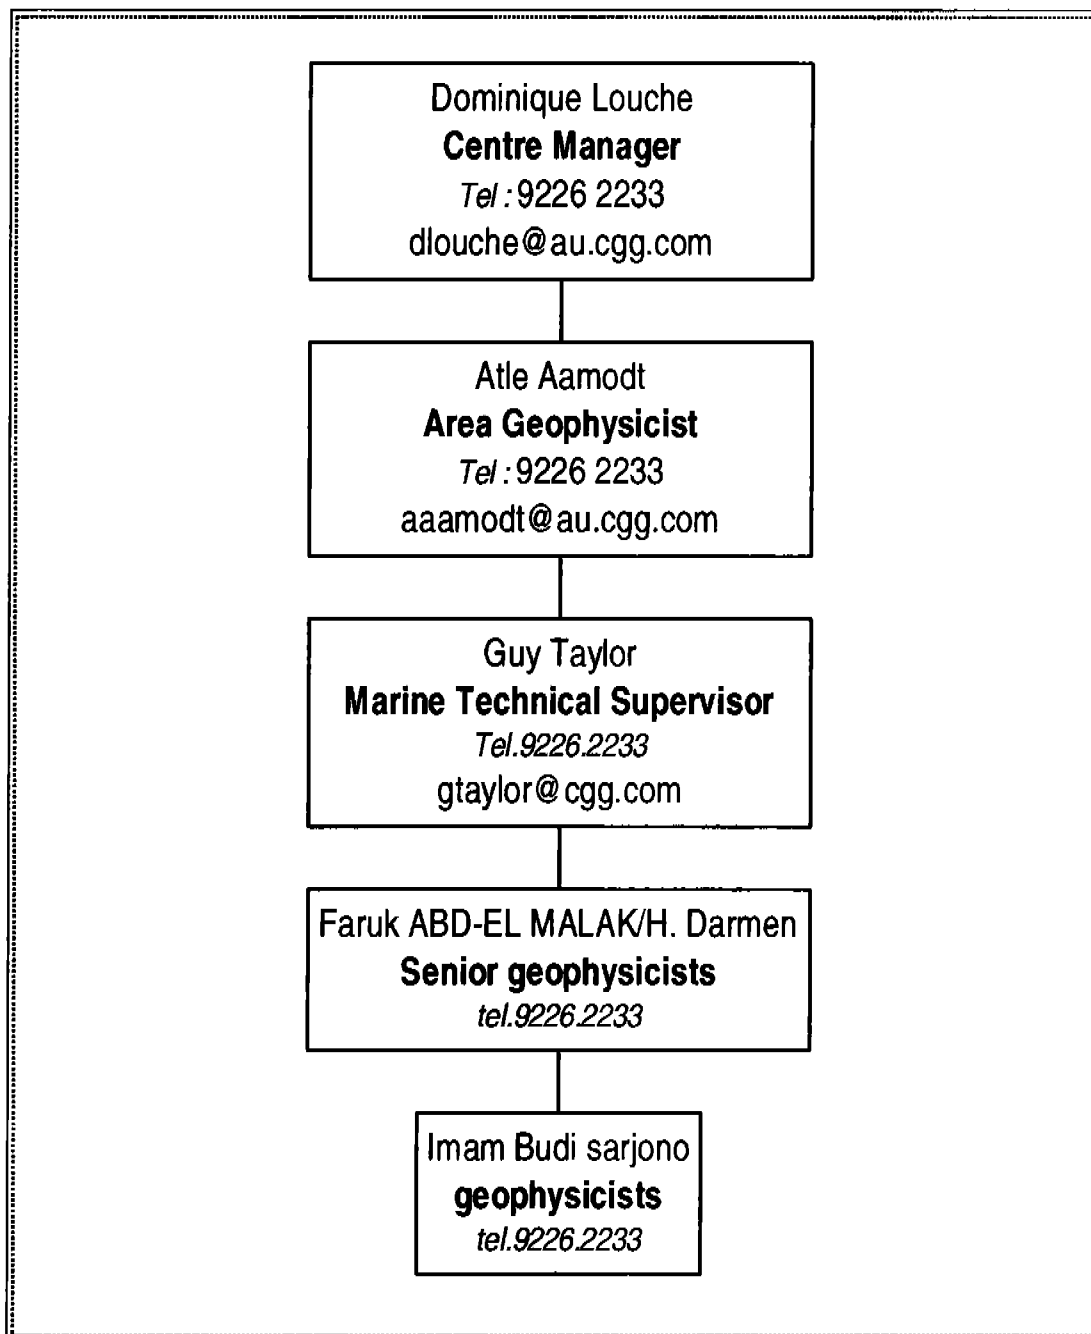 Dominique Louche
Centre Manager
Tel : 9226 2233
dlouche@au.cgg.com
Atle Aamodt
Area Geophysicist
Tel : 9226 2233
aaamodt@au.cgg.com
Guy Taylor
Marine Technical Supervisor
Tel.9226.2233
gtaylor@cgg.com
Faruk ABD-EL MALAK/H. Darmen
Senior geophysicists
tel.9226.2233
Imam Budi sarjono
geophysicists
tel.9226.2233